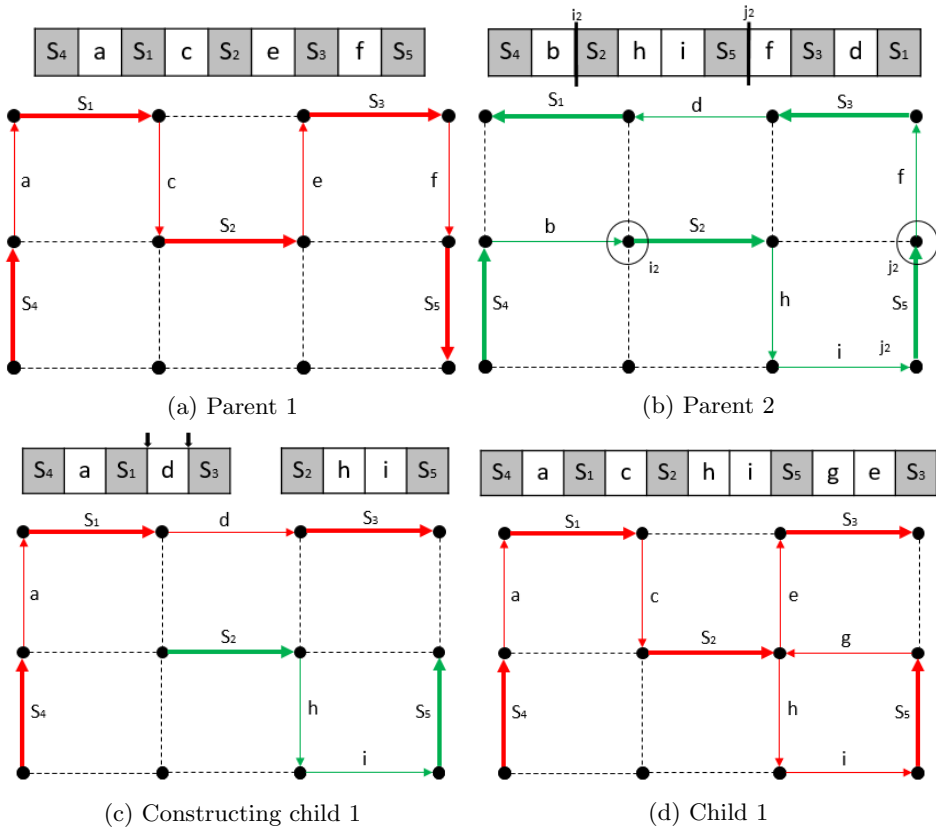 i₂ j₂
S₄ a S₁ c S₂ e S₃ f S₅
S₄ b S₂ h i S₅ f S₃ d S₁
S₁ S₃
a c e f
S₂
S₄ S₅
S₁ d S₃
f
b S₂
i₂ j₂
S₄ h S₅
i j₂
(a) Parent 1
(b) Parent 2
S₄ a S₁ d S₃
S₂ h i S₅
S₁ d S₃
a
S₂
S₄ h S₅
i
S₄ a S₁ c S₂ h i S₅ g e S₃
S₁ S₃
a c e
S₂ g
S₄ h S₅
i
(c) Constructing child 1
(d) Child 1